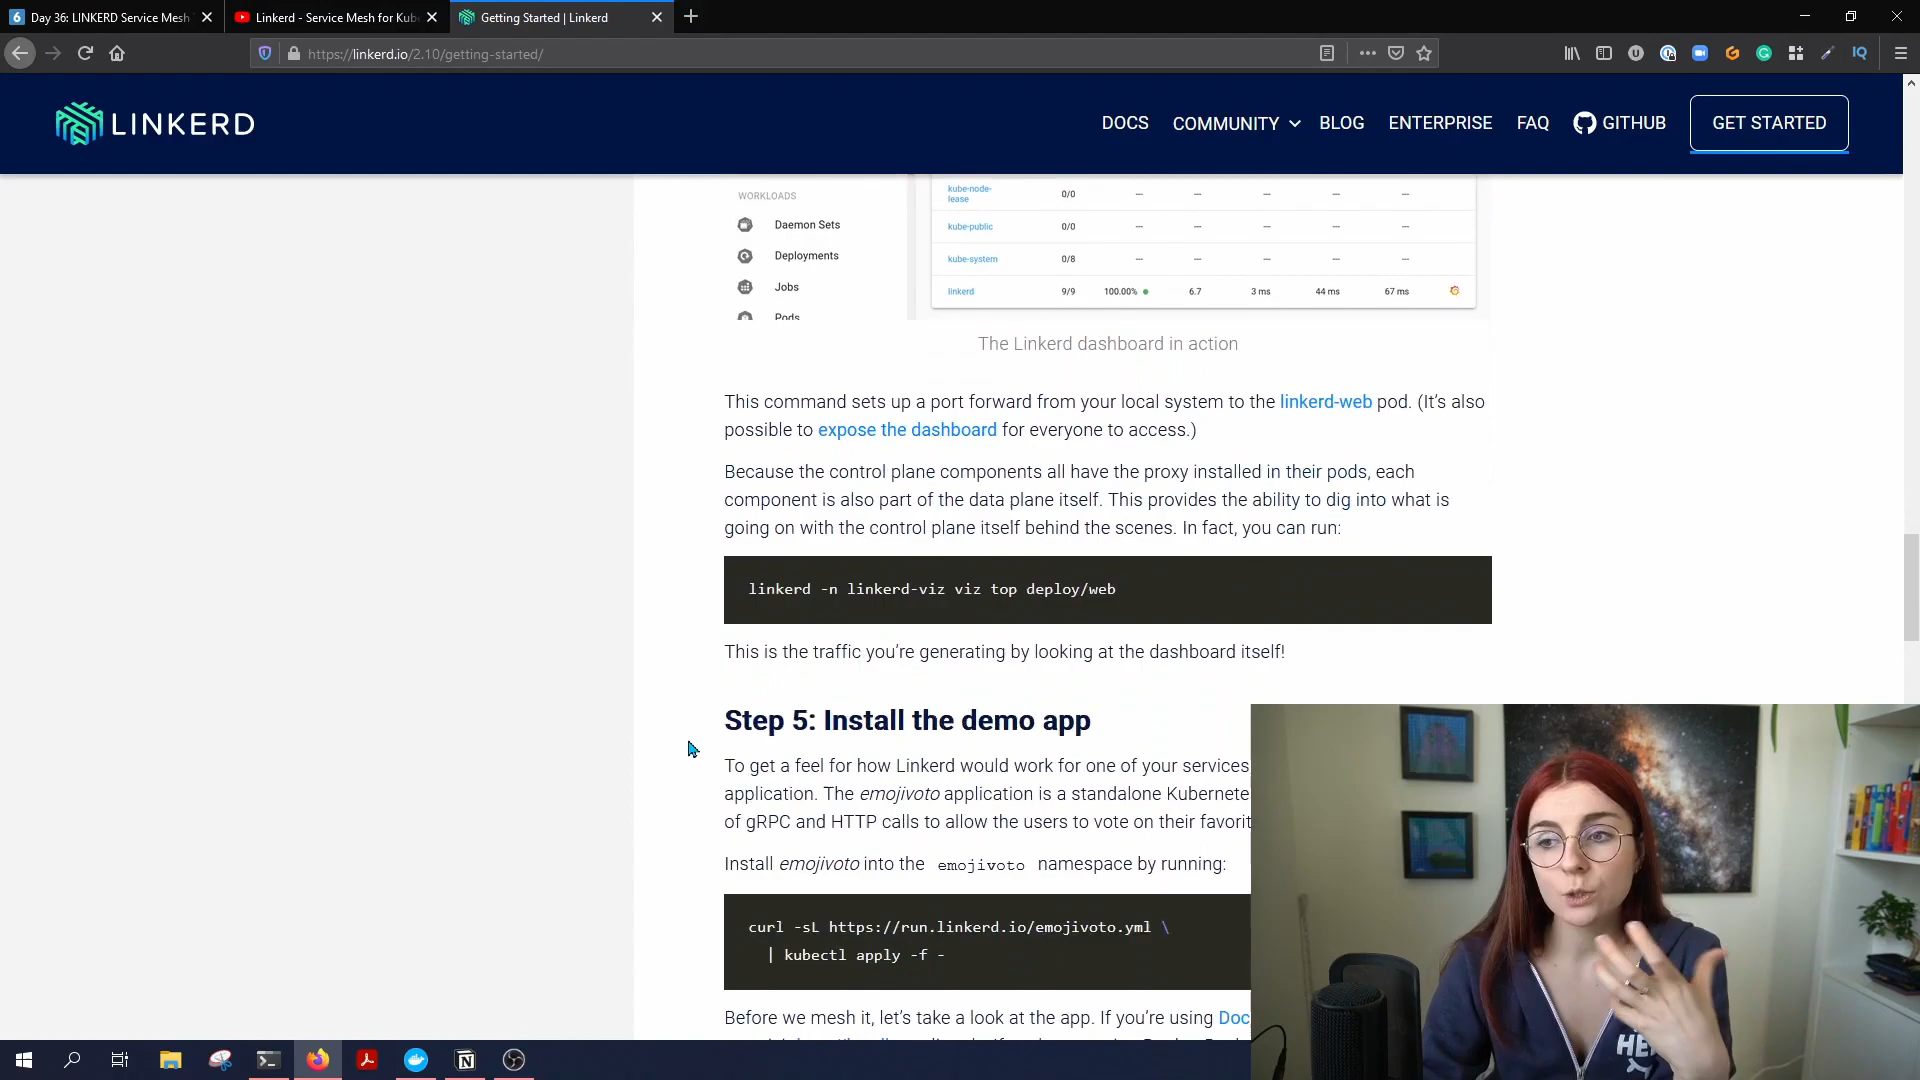 Day 36: LINKERD Service Mesh
Linkerd - Service Mesh for Kub
Getting Started | Linkerd
https://linkerd.io/2.10/getting-started/
LINKERD
DOCS
COMMUNITY
BLOG
ENTERPRISE
FAQ
GITHUB
GET STARTED
WORKLOADS
Daemon Sets
Deployments
Jobs
Pods
kube-node-
lease
0/0
---
---
---
---
---
kube-public
0/0
---
---
---
---
---
kube-system
0/8
---
---
---
---
---
linkerd
9/9
100.00%
6.7
3 ms
44 ms
67 ms
The Linkerd dashboard in action
This command sets up a port forward from your local system to the linkerd-web pod. (It’s also
possible to expose the dashboard for everyone to access.)
Because the control plane components all have the proxy installed in their pods, each
component is also part of the data plane itself. This provides the ability to dig into what is
going on with the control plane itself behind the scenes. In fact, you can run:
linkerd -n linkerd-viz viz top deploy/web
This is the traffic you’re generating by looking at the dashboard itself!
Step 5: Install the demo app
To get a feel for how Linkerd would work for one of your services
application. The emojivoto application is a standalone Kubernete
of gRPC and HTTP calls to allow the users to vote on their favorit
Install emojivoto into the emojivoto namespace by running:
curl -sL https://run.linkerd.io/emojivoto.yml \
| kubectl apply -f -
Before we mesh it, let’s take a look at the app. If you’re using Doc